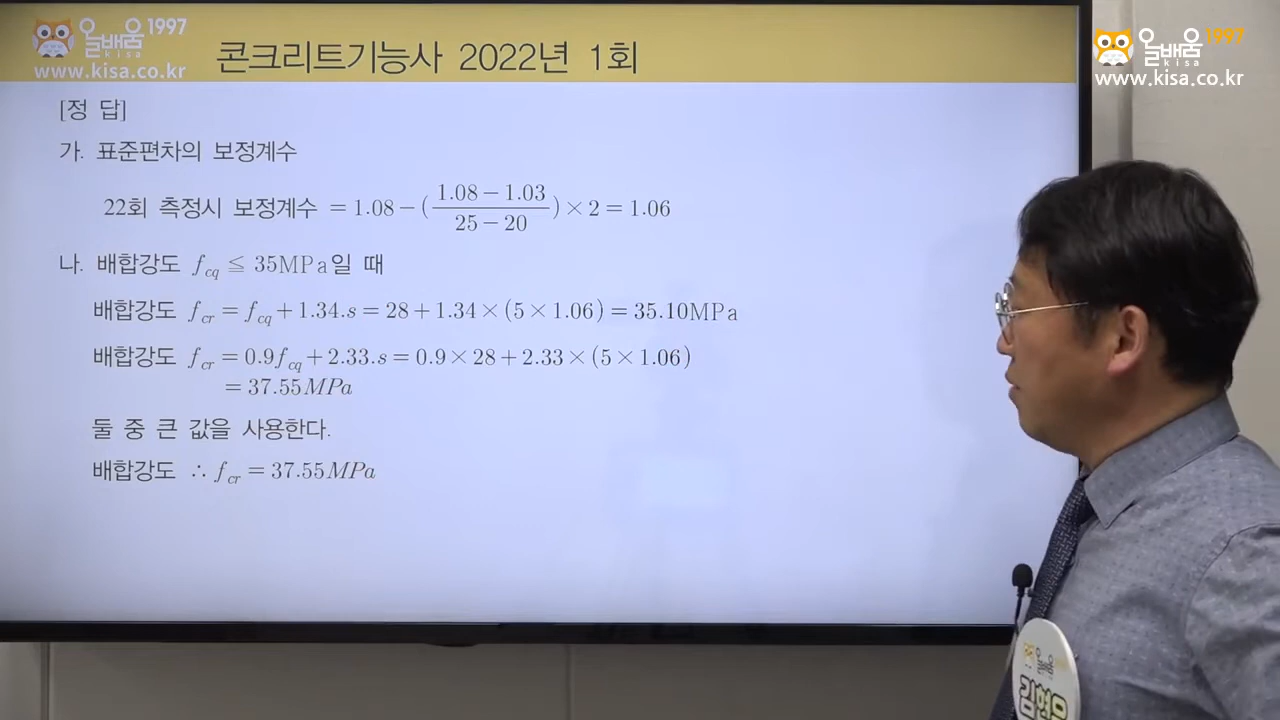 올배움 1997
kisa
www.kisa.co.kr
콘크리트기능사 2022년 1회
올배움 1997
kisa
www.kisa.co.kr
[정 답]
가. 표준편차의 보정계수
22회 측정시 보정계수 = 1.08 − ( (1.08 − 1.03) / (25 − 20) ) × 2 = 1.06
나. 배합강도 f_cq ≦ 35MPa일 때
배합강도 f_cr = f_cq + 1.34.s = 28 + 1.34 × (5 × 1.06) = 35.10MPa
배합강도 f_cr = 0.9f_cq + 2.33.s = 0.9 × 28 + 2.33 × (5 × 1.06)
= 37.55MPa
둘 중 큰 값을 사용한다.
배합강도 ∴ f_cr = 37.55MPa